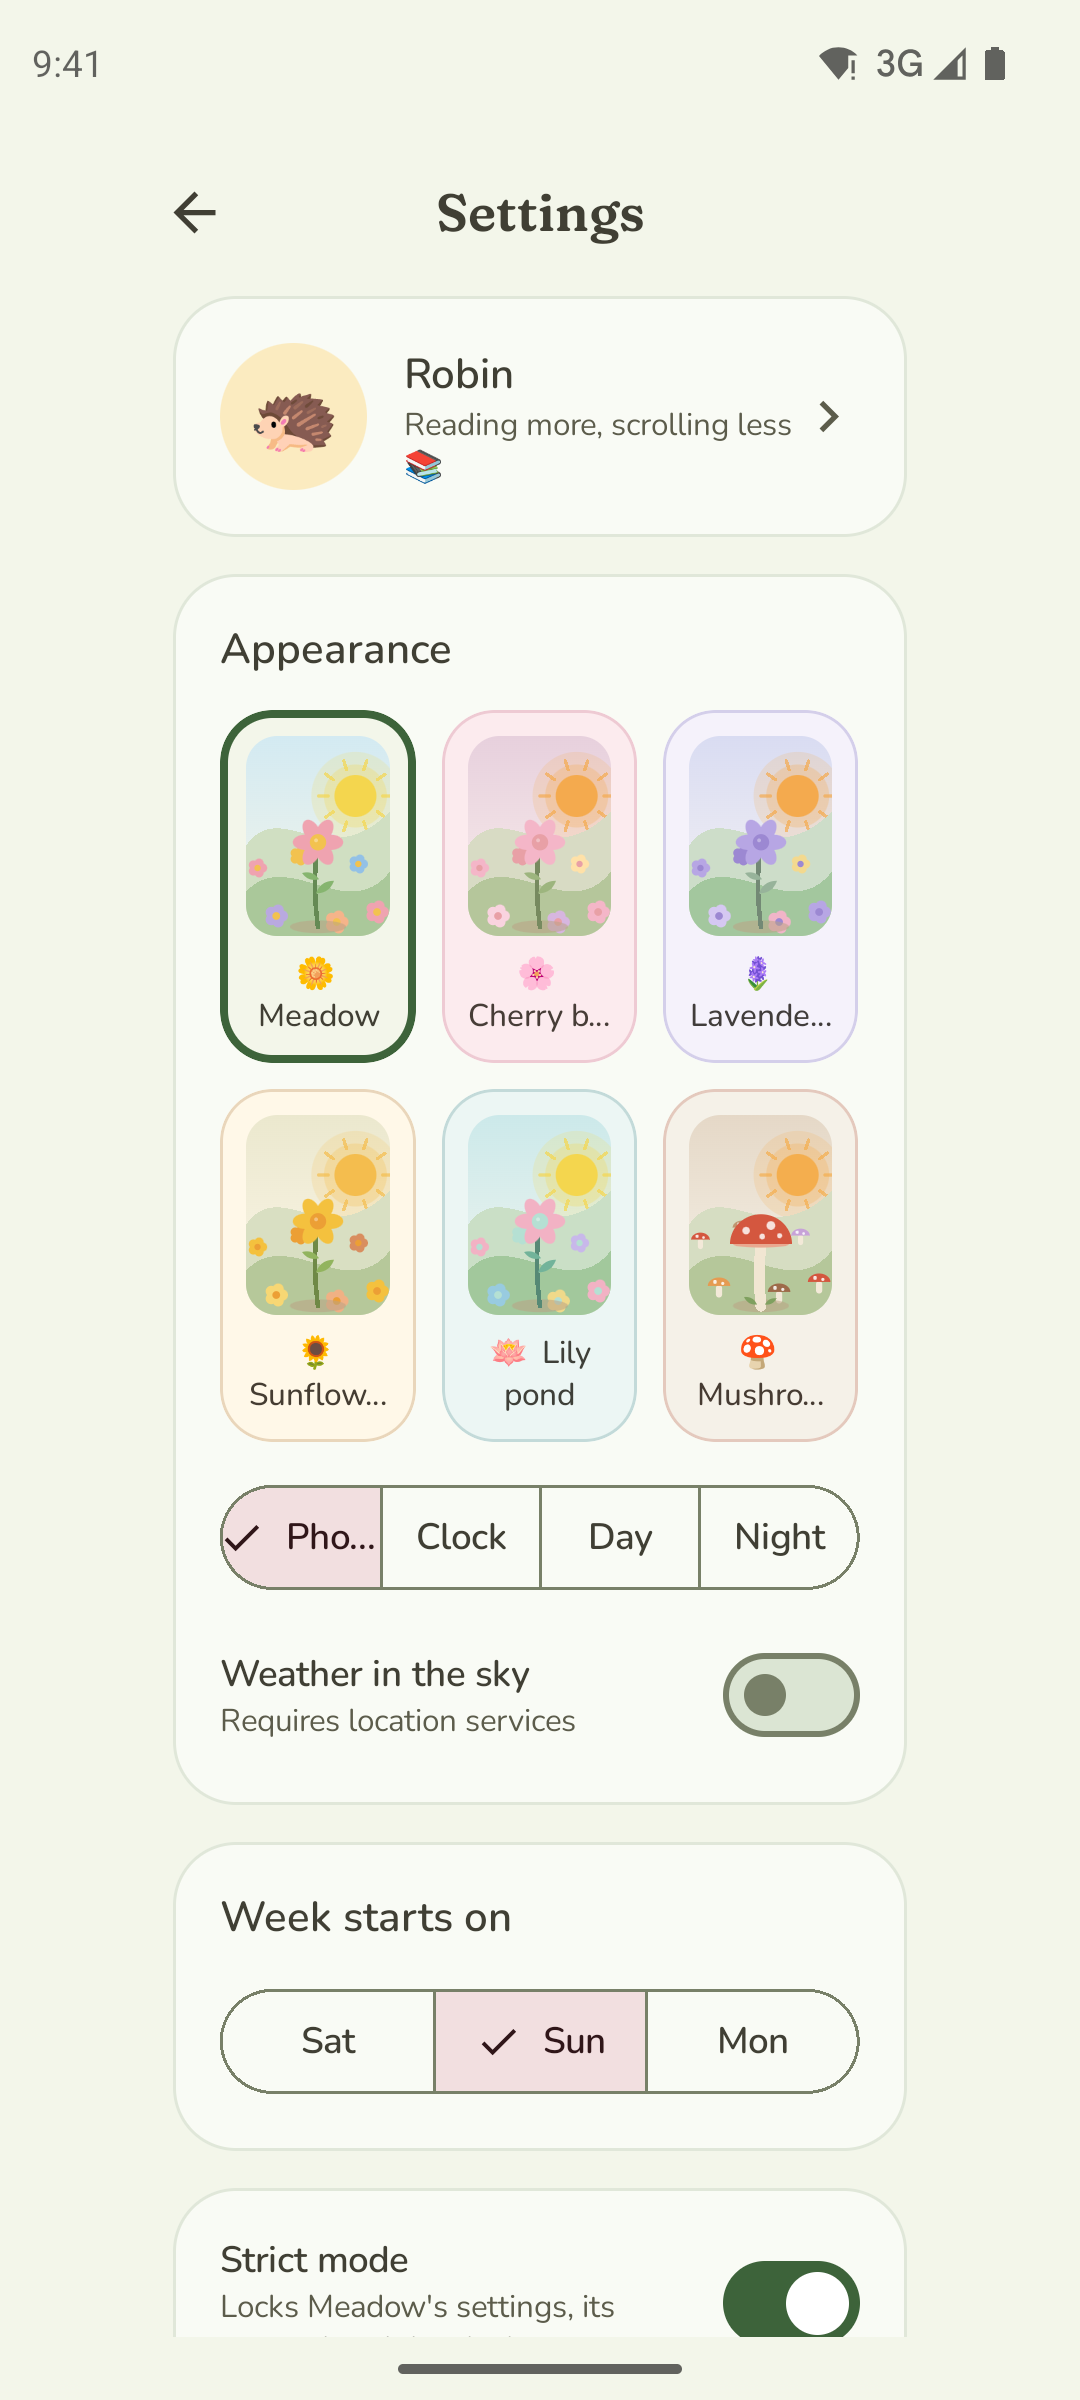 9:41
3G
Settings
Robin
Reading more, scrolling less
📚
Appearance
🌼
Meadow
🌸
Cherry b...
🪻
Lavende...
🌻
Sunflow...
🪷 Lily
pond
🍄
Mushro...
Pho...
Clock
Day
Night
Weather in the sky
Requires location services
Week starts on
Sat
Sun
Mon
Strict mode
Locks Meadow's settings, its